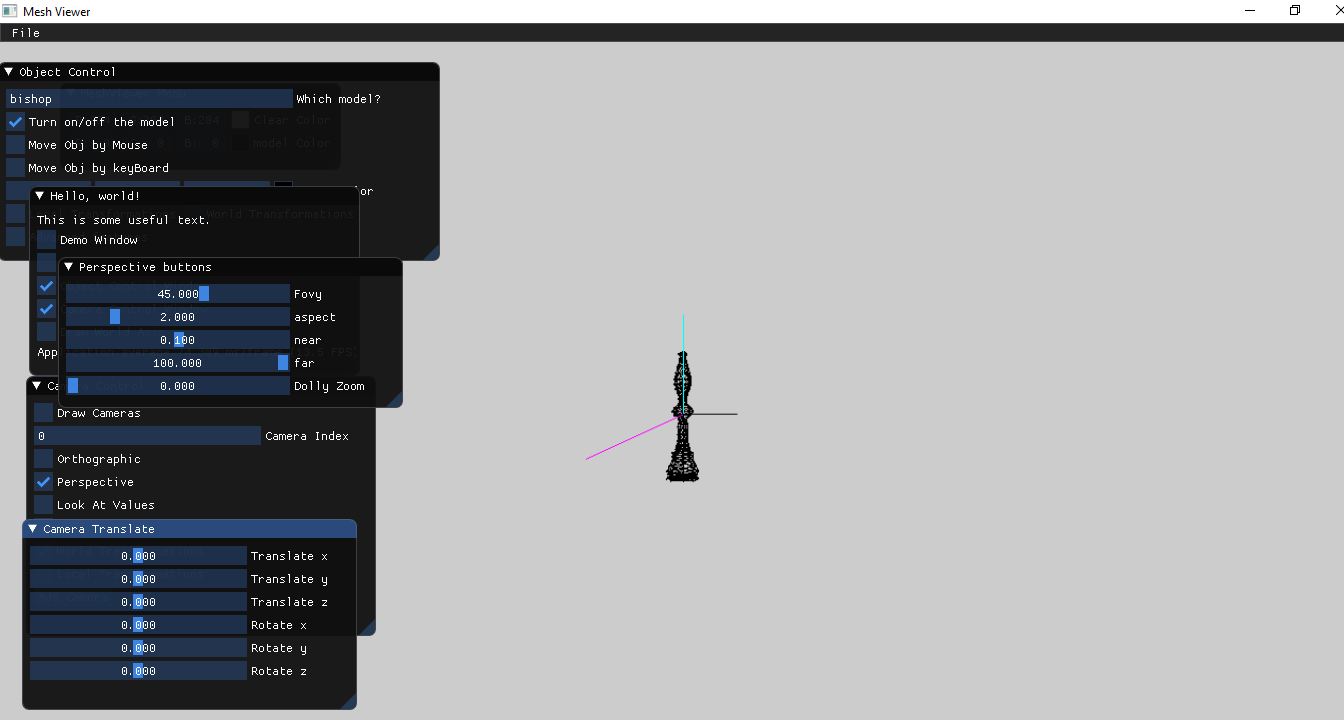 Mesh Viewer
File
Object Control
bishop Which model?
Turn on/off the model
Clear Color
Move Obj by Mouse
model Color
Move Obj by keyBoard
or
Hello, world!
World Transformations
This is some useful text.
Demo Window
Perspective buttons
45.000 Fovy
2.000 aspect
0.100 near
App
100.000 far
0.000 Dolly Zoom
Draw Cameras
0 Camera Index
Orthographic
Perspective
Look At Values
Camera Translate
0.000 Translate x
0.000 Translate y
0.000 Translate z
0.000 Rotate x
0.000 Rotate y
0.000 Rotate z